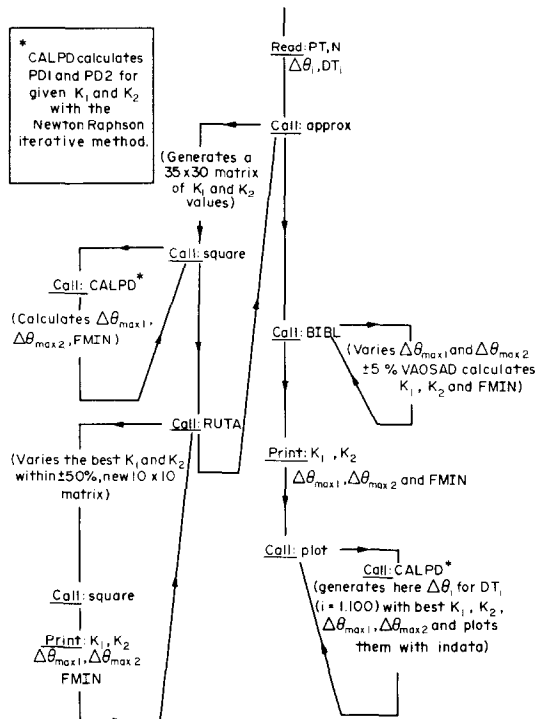 *
CALPD calculates
PD1 and PD2 for
given K₁ and K₂
with the
Newton Raphson
iterative method.
Read: PT, N
Δθᵢ, DTᵢ
Call: approx
(Generates a
35x30 matrix
of K₁ and K₂
values)
Call: square
Call: CALPD*
(Calculates Δθmax1,
Δθmax2, FMIN)
Call: RUTA
(Varies the best K₁ and K₂
within ±50%, new 10 x 10
matrix)
Call: square
Print: K₁, K₂
Δθmax1, Δθmax2
FMIN
Call: BIBL
(Varies Δθmax1 and Δθmax2
±5 % VAOSAD calculates
K₁, K₂ and FMIN)
Print: K₁, K₂
Δθmax1, Δθmax2 and FMIN
Call: plot
Call: CALPD*
(generates here Δθᵢ for DTᵢ
(i = 1.100) with best K₁, K₂,
Δθmax1, Δθmax2 and plots
them with indata)